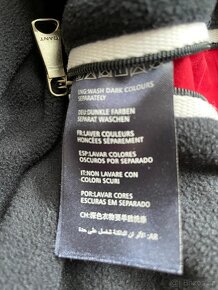 ENG:WASH DARK COLOURS
SEPARATELY
DEU:DUNKLE FARBEN
SEPARAT WASCHEN
FR:LAVER COULEURS
FONCÉES SÉPARÉMENT
ESP:LAVAR COLORES
OSCUROS POR SEPARADO
IT:NON LAVARE CON
COLORI SCURI
POR:LAVAR CORES
ESCURAS EM SEPARADO
CH:深色衣物要单独洗涤